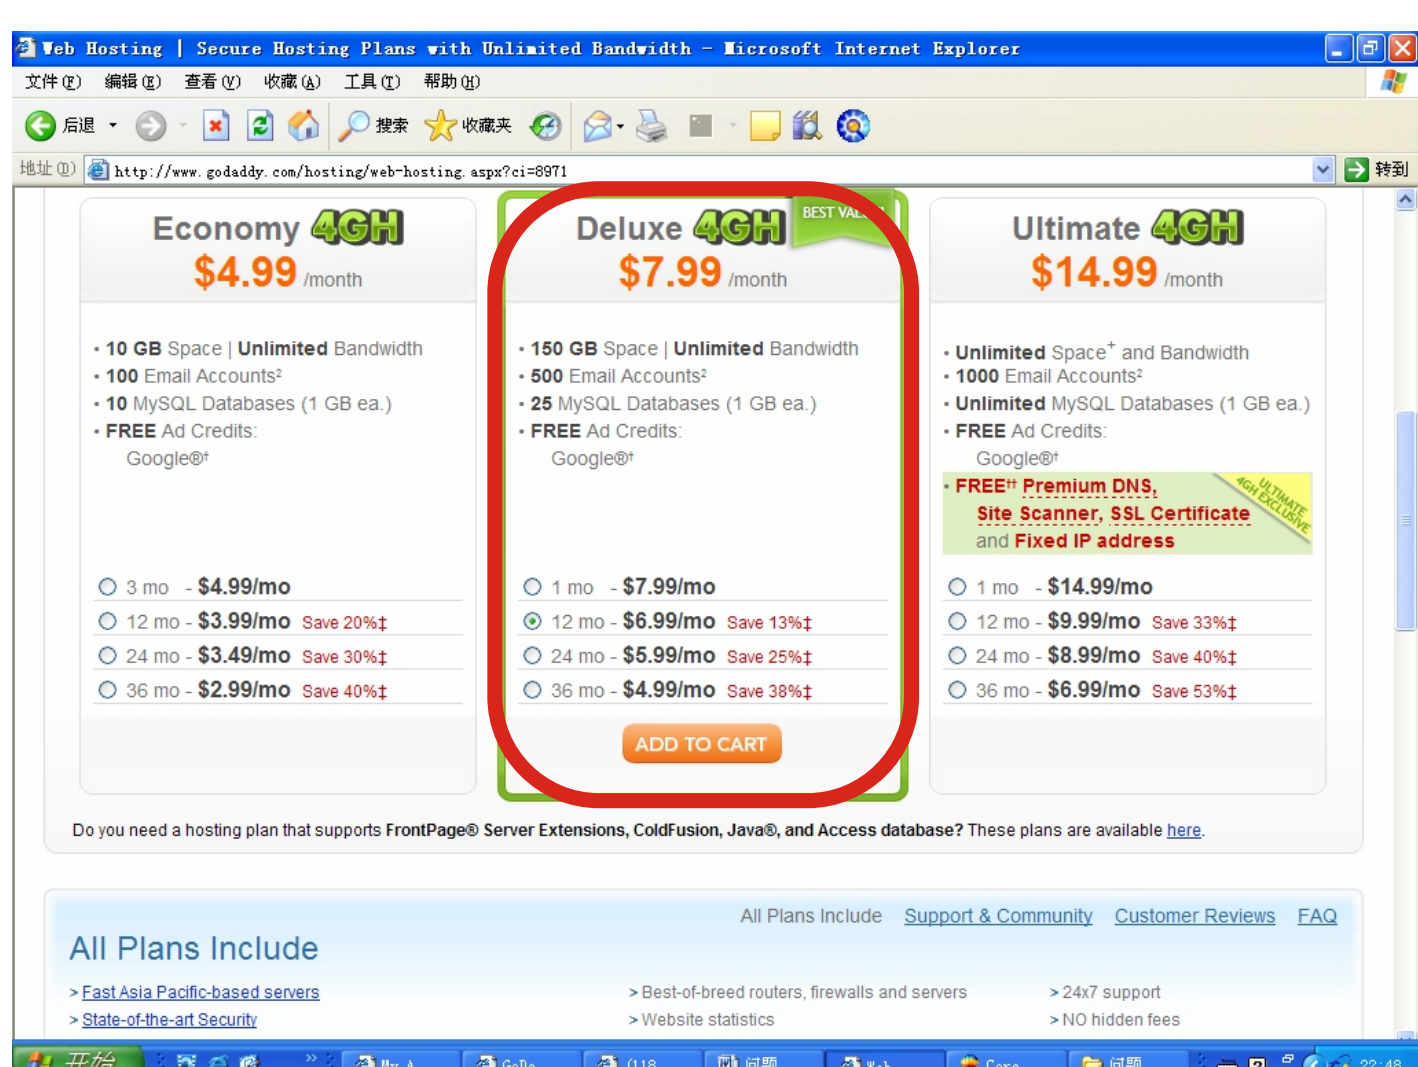 Web Hosting | Secure Hosting Plans with Unlimited Bandwidth - Microsoft Internet Explorer
文件(F) 编辑(E) 查看(V) 收藏(A) 工具(T) 帮助(H)
后退 搜索 收藏夹
地址(D) http://www.godaddy.com/hosting/web-hosting.aspx?ci=8971 转到
Economy 4GH
$4.99 /month
• 10 GB Space | Unlimited Bandwidth
• 100 Email Accounts²
• 10 MySQL Databases (1 GB ea.)
• FREE Ad Credits:
Google®†
3 mo - $4.99/mo
12 mo - $3.99/mo Save 20%‡
24 mo - $3.49/mo Save 30%‡
36 mo - $2.99/mo Save 40%‡
Deluxe 4GH
BEST
$7.99 /month
• 150 GB Space | Unlimited Bandwidth
• 500 Email Accounts²
• 25 MySQL Databases (1 GB ea.)
• FREE Ad Credits:
Google®†
1 mo - $7.99/mo
12 mo - $6.99/mo Save 13%‡
24 mo - $5.99/mo Save 25%‡
36 mo - $4.99/mo Save 38%‡
ADD TO CART
Ultimate 4GH
$14.99 /month
• Unlimited Space⁺ and Bandwidth
• 1000 Email Accounts²
• Unlimited MySQL Databases (1 GB ea.)
• FREE Ad Credits:
Google®†
• FREE†† Premium DNS,
Site Scanner, SSL Certificate
and Fixed IP address
4GH ULTIMATE
EXCLUSIVE
1 mo - $14.99/mo
12 mo - $9.99/mo Save 33%‡
24 mo - $8.99/mo Save 40%‡
36 mo - $6.99/mo Save 53%‡
Do you need a hosting plan that supports FrontPage® Server Extensions, ColdFusion, Java®, and Access database? These plans are available here.
All Plans Include Support & Community Customer Reviews FAQ
All Plans Include
> Fast Asia Pacific-based servers
> State-of-the-art Security
> Best-of-breed routers, firewalls and servers
> Website statistics
> 24x7 support
> NO hidden fees
开始 问题 问题 22:48